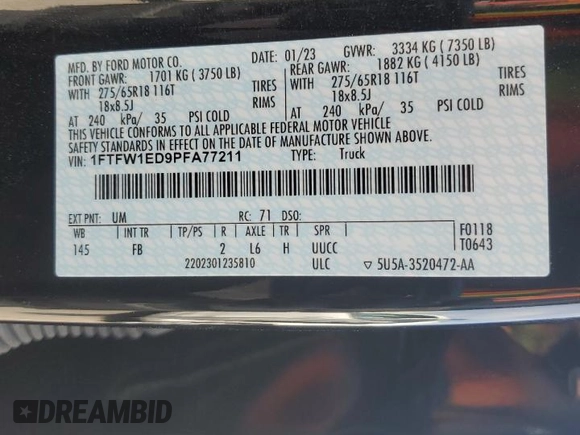 MFD. BY FORD MOTOR CO. DATE: 01/23 GVWR: 3334 KG ( 7350 LB)
FRONT GAWR: 1701 KG ( 3750 LB) REAR GAWR: 1882 KG ( 4150 LB)
WITH 275/65R18 116T TIRES WITH 275/65R18 116T TIRES
18x8.5J RIMS 18x8.5J RIMS
AT 240 kPa/ 35 PSI COLD AT 240 kPa/ 35 PSI COLD
THIS VEHICLE CONFORMS TO ALL APPLICABLE FEDERAL MOTOR VEHICLE
SAFETY STANDARDS IN EFFECT ON THE DATE OF MANUFACTURE SHOWN ABOVE.
VIN: 1FTFW1ED9PFA77211 TYPE: Truck
EXT PNT: UM RC: 71 DSO:
WB INT TR TP/PS R AXLE TR SPR F0118
145 FB 2 L6 H UUCC T0643
2202301235810 ULC ▽ 5U5A-3520472-AA
DREAMBID